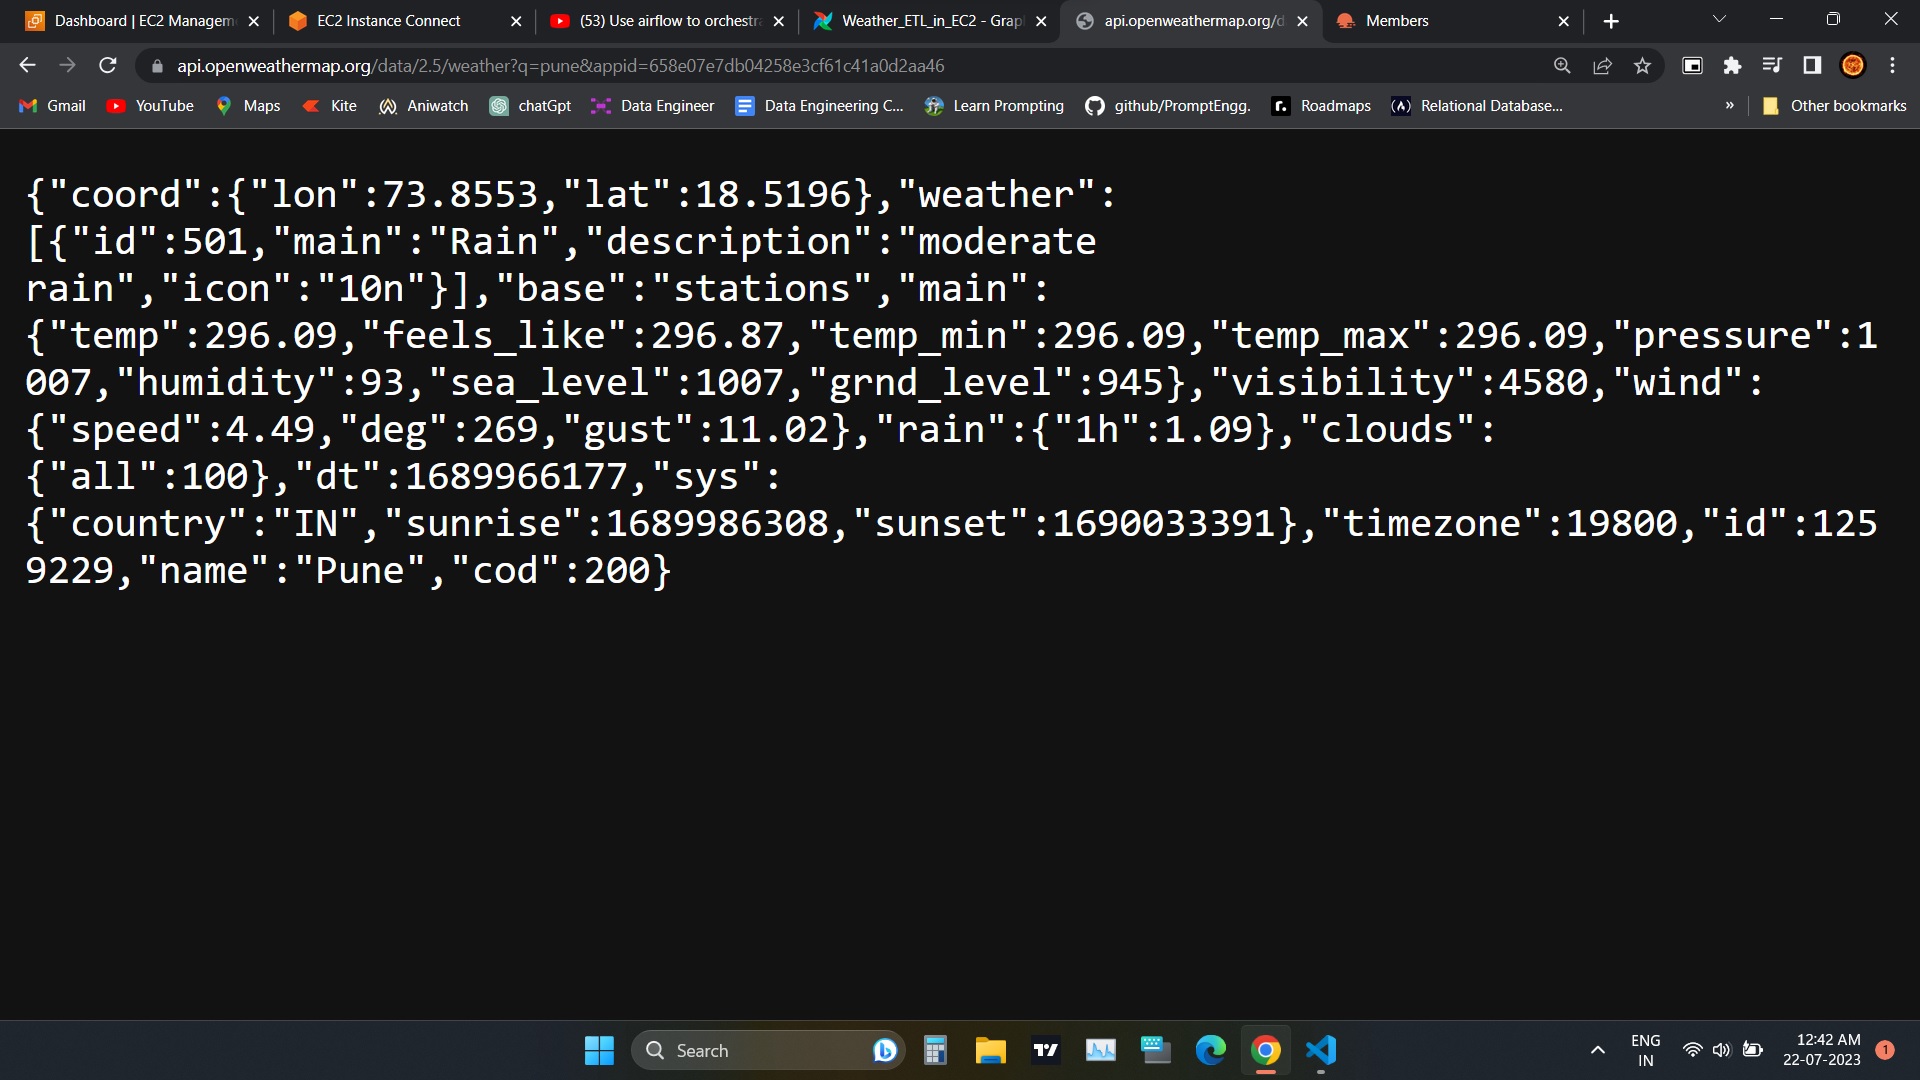 Dashboard | EC2 Managem
EC2 Instance Connect
(53) Use airflow to orchestra
Weather_ETL_in_EC2 - Grap
api.openweathermap.org/d
Members
api.openweathermap.org/data/2.5/weather?q=pune&appid=658e07e7db04258e3cf61c41a0d2aa46
Gmail
YouTube
Maps
Kite
Aniwatch
chatGpt
Data Engineer
Data Engineering C...
Learn Prompting
github/PromptEngg.
Roadmaps
Relational Database...
»
Other bookmarks
{"coord":{"lon":73.8553,"lat":18.5196},"weather":
[{"id":501,"main":"Rain","description":"moderate
rain","icon":"10n"}],"base":"stations","main":
{"temp":296.09,"feels_like":296.87,"temp_min":296.09,"temp_max":296.09,"pressure":1
007,"humidity":93,"sea_level":1007,"grnd_level":945},"visibility":4580,"wind":
{"speed":4.49,"deg":269,"gust":11.02},"rain":{"1h":1.09},"clouds":
{"all":100},"dt":1689966177,"sys":
{"country":"IN","sunrise":1689986308,"sunset":1690033391},"timezone":19800,"id":125
9229,"name":"Pune","cod":200}
Search
ENG
IN
12:42 AM
22-07-2023
1